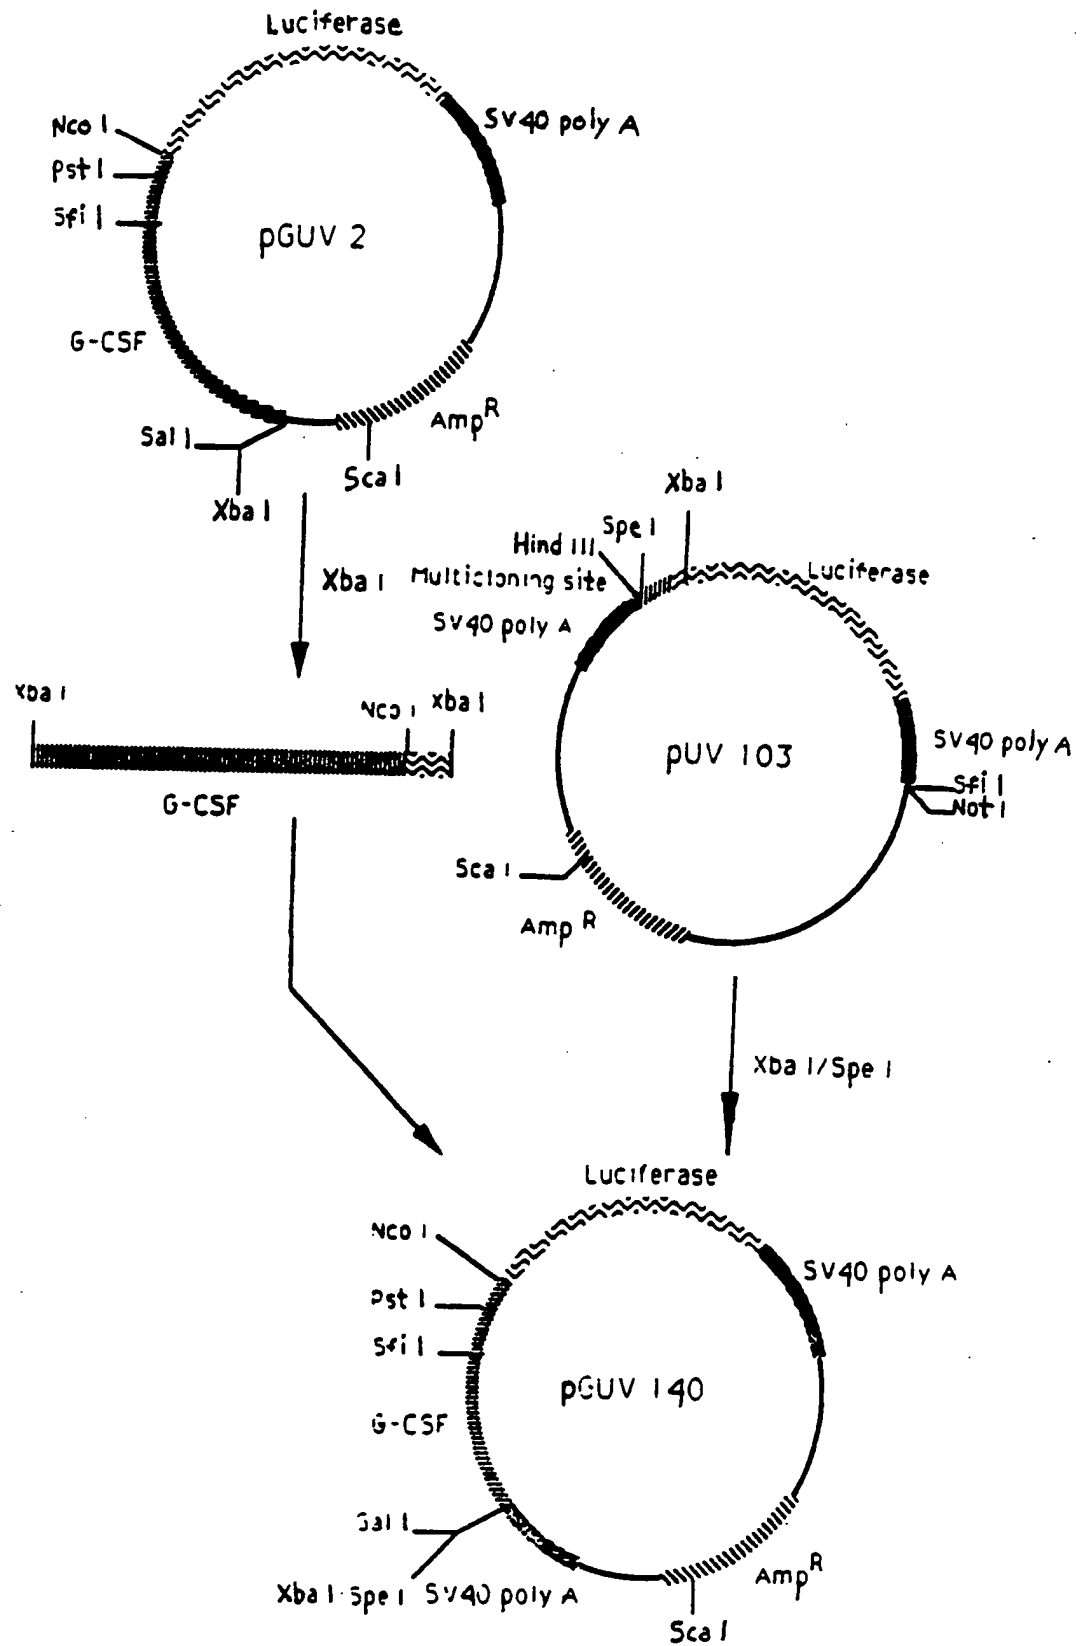 Luciferase
SV40 poly A
Nco I
Pst I
Sfi I
pGUV 2
G-CSF
Amp R
Sal I
Sca I
Xba I
Xba I
Xba I
Spe I
Hind III
Multicloning site
Luciferase
SV40 poly A
Xba I
Nco I
Xba I
G-CSF
pUV 103
SV40 poly A
Sfi I
Not I
Sca I
Amp R
Xba I/Spe I
Luciferase
Nco I
SV40 poly A
Pst I
Sfi I
pGUV 140
G-CSF
Sal I
Amp R
Xba I·Spe I
SV40 poly A
Sca I